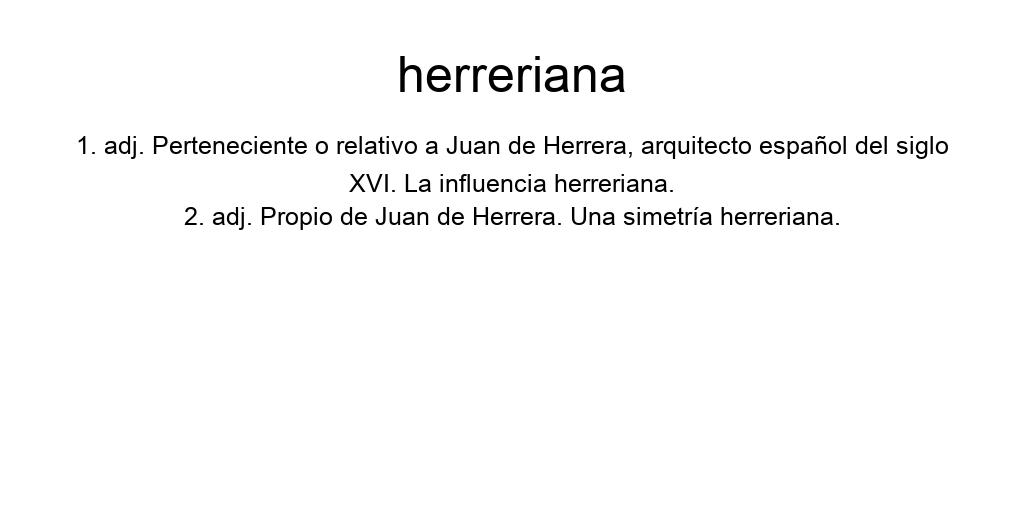 herreriana
1. adj. Perteneciente o relativo a Juan de Herrera, arquitecto español del siglo
XVI. La influencia herreriana.
2. adj. Propio de Juan de Herrera. Una simetría herreriana.